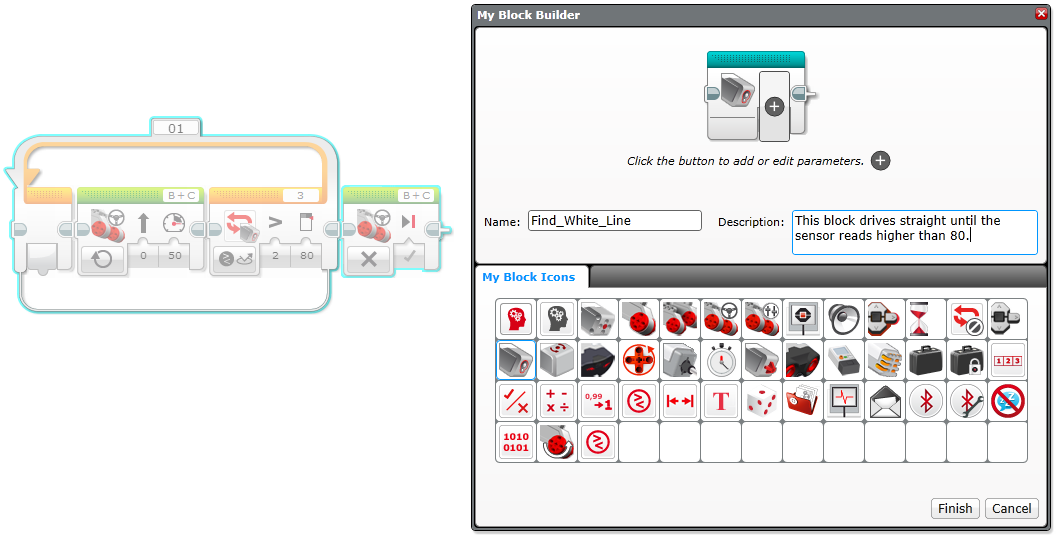 My Block Builder
01
B+C
3
B+C
0
50
2
80
Click the button to add or edit parameters.
Name:
Find_White_Line
Description:
This block drives straight until the
sensor reads higher than 80.
My Block Icons
1 2 3
0,99
→1
T
1010
0101
Finish
Cancel